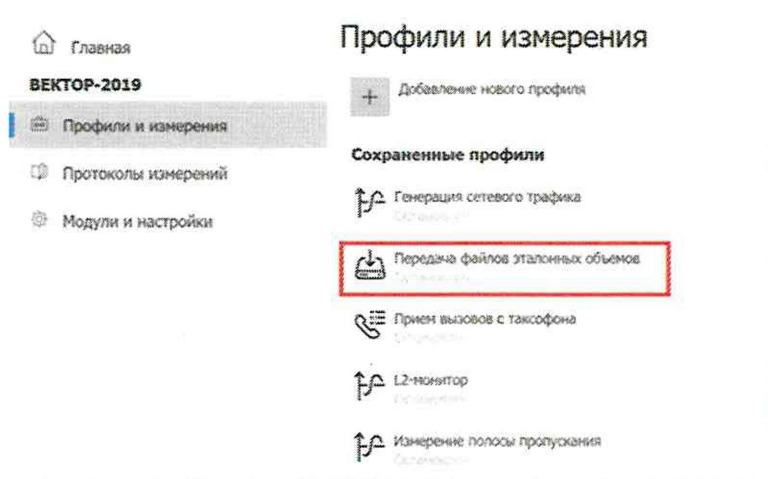 Главная
ВЕКТОР-2019
Профили и измерения
Протоколы измерений
Модули и настройки
Профили и измерения
Добавление нового профиля
Сохраненные профили
Генерация сетевого трафика
Передача файлов эталонных объемов
Прием вызовов с таксофона
L2-монитор
Измерение полосы пропускания